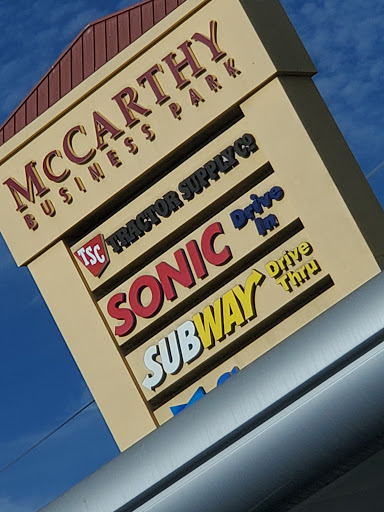 McCARTHY
BUSINESS PARK
TSC TRACTOR SUPPLY CO
SONIC Drive
In
SUBWAY Drive
Thru